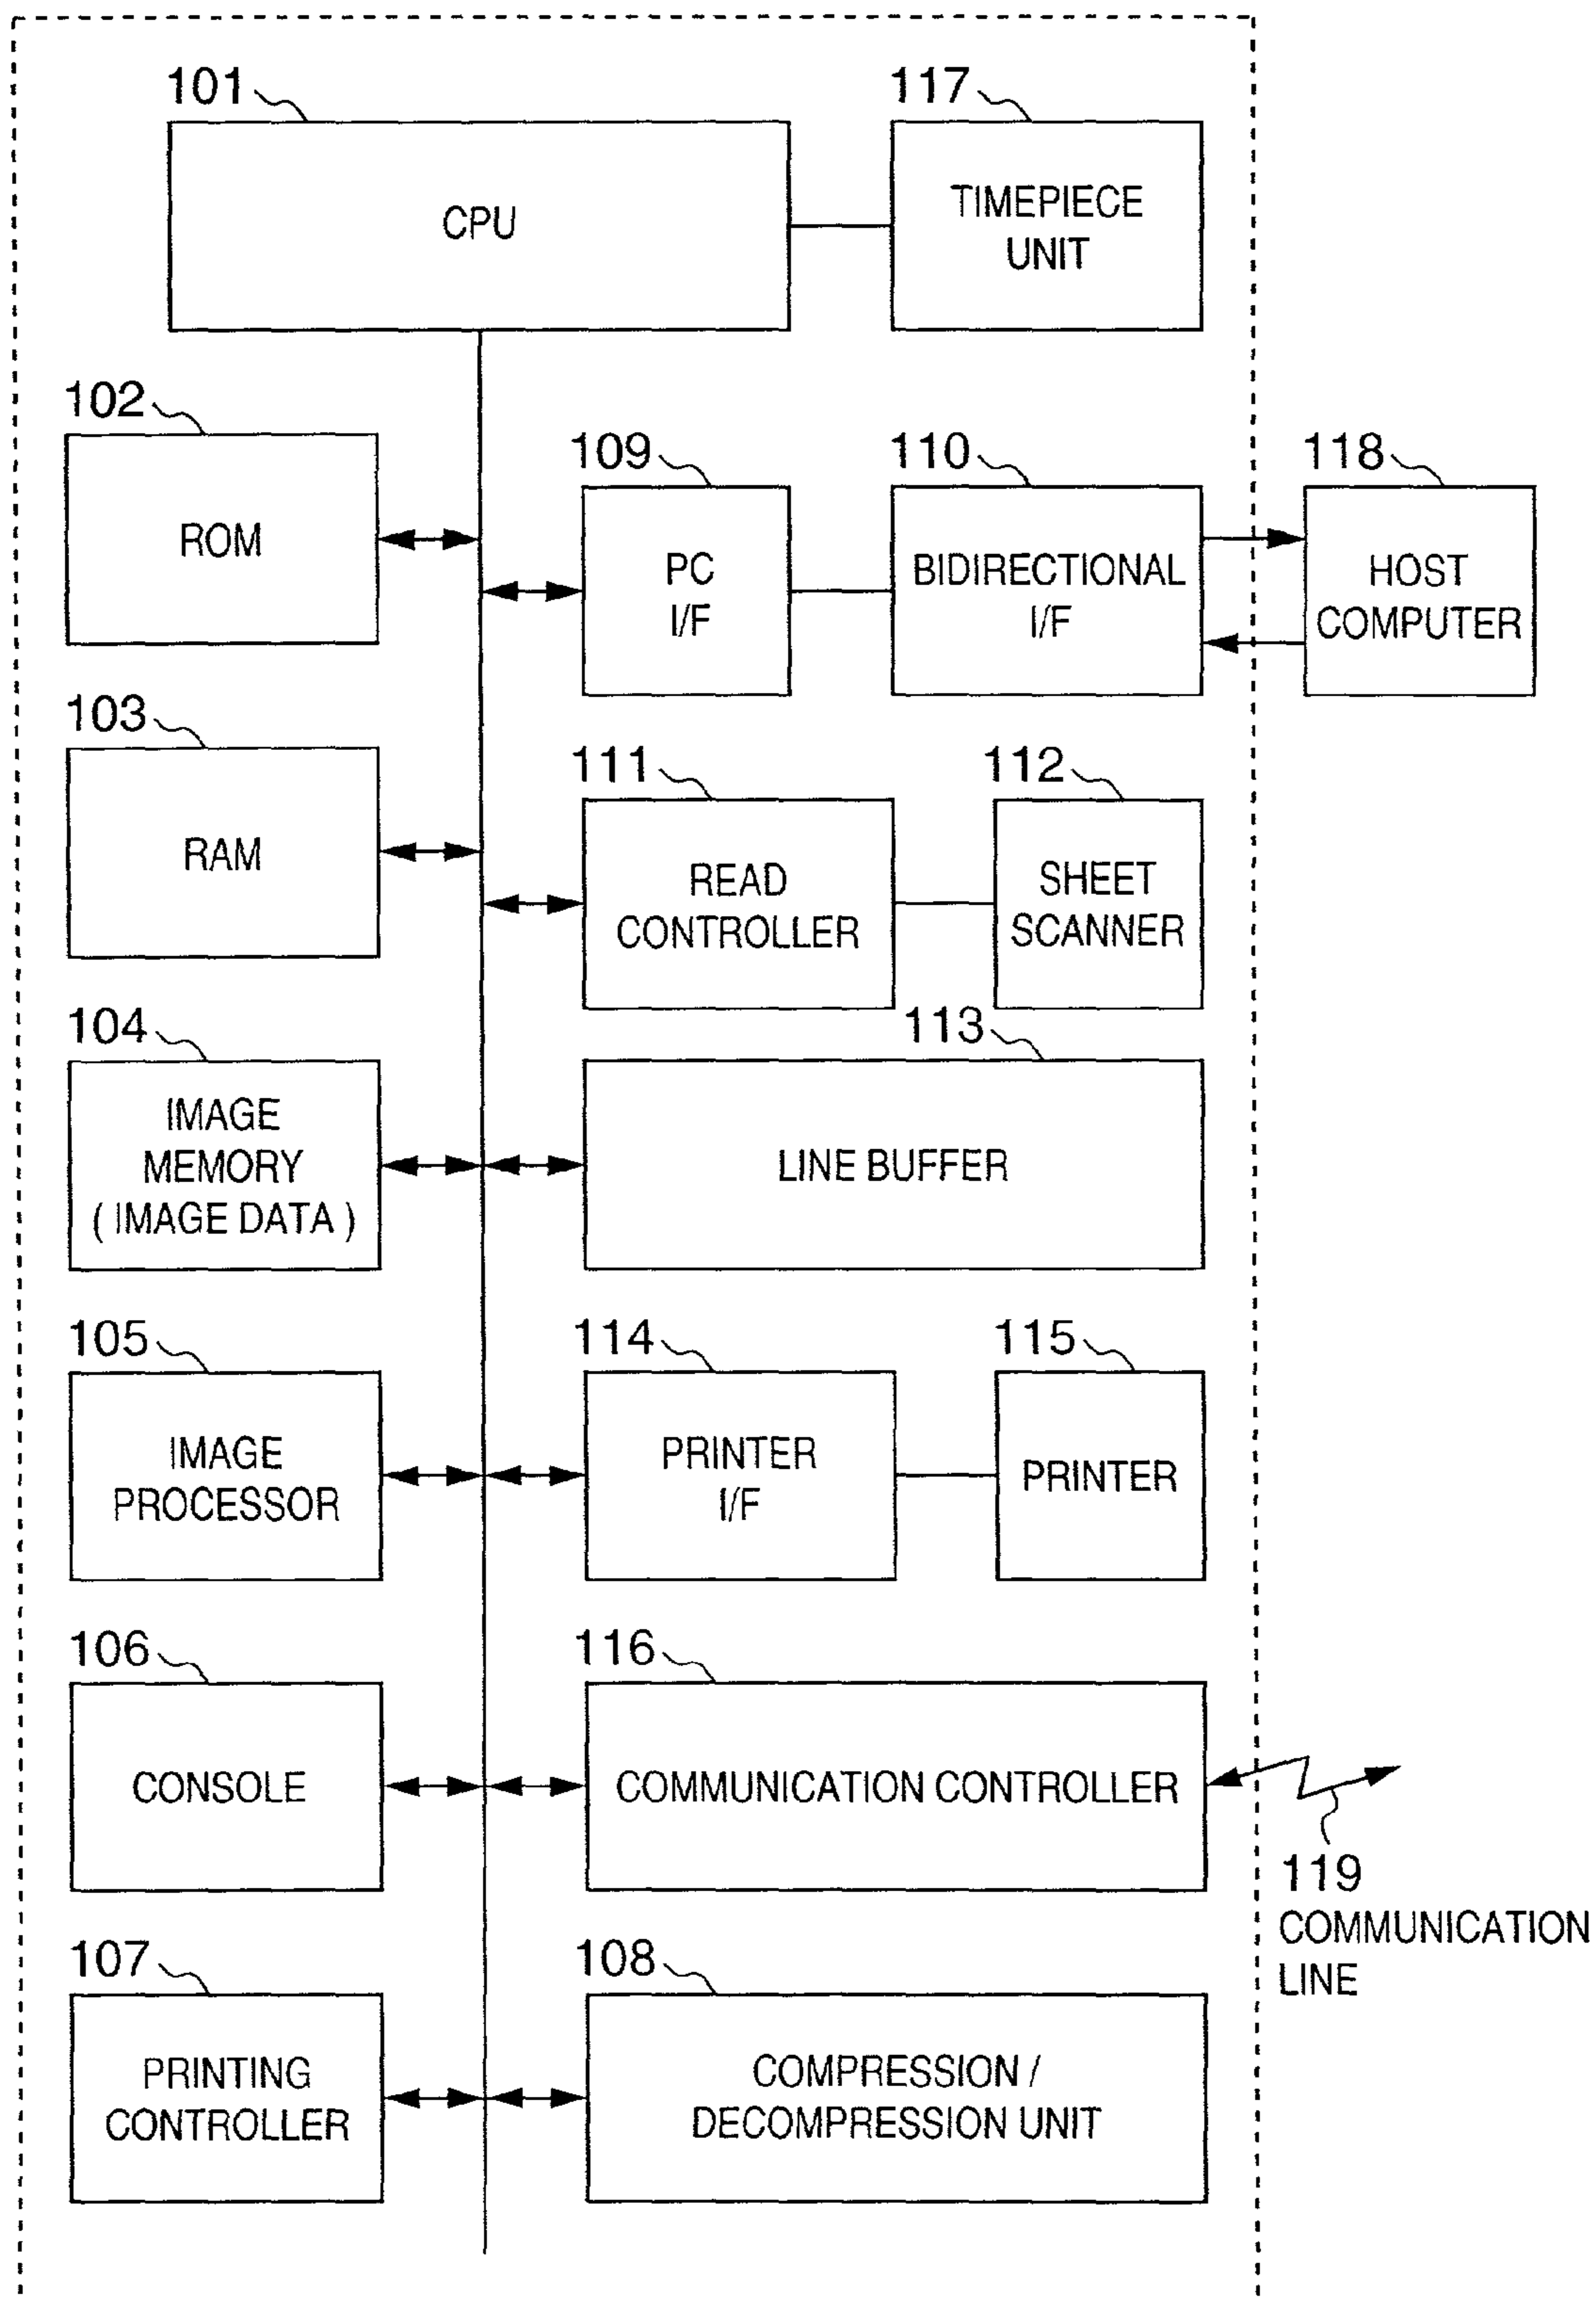 101
CPU
117
TIMEPIECE
UNIT
102
ROM
109
PC
I/F
110
BIDIRECTIONAL
I/F
118
HOST
COMPUTER
103
RAM
111
READ
CONTROLLER
112
SHEET
SCANNER
104
IMAGE
MEMORY
( IMAGE DATA )
113
LINE BUFFER
105
IMAGE
PROCESSOR
114
PRINTER
I/F
115
PRINTER
106
CONSOLE
116
COMMUNICATION CONTROLLER
119
COMMUNICATION
LINE
107
PRINTING
CONTROLLER
108
COMPRESSION /
DECOMPRESSION UNIT